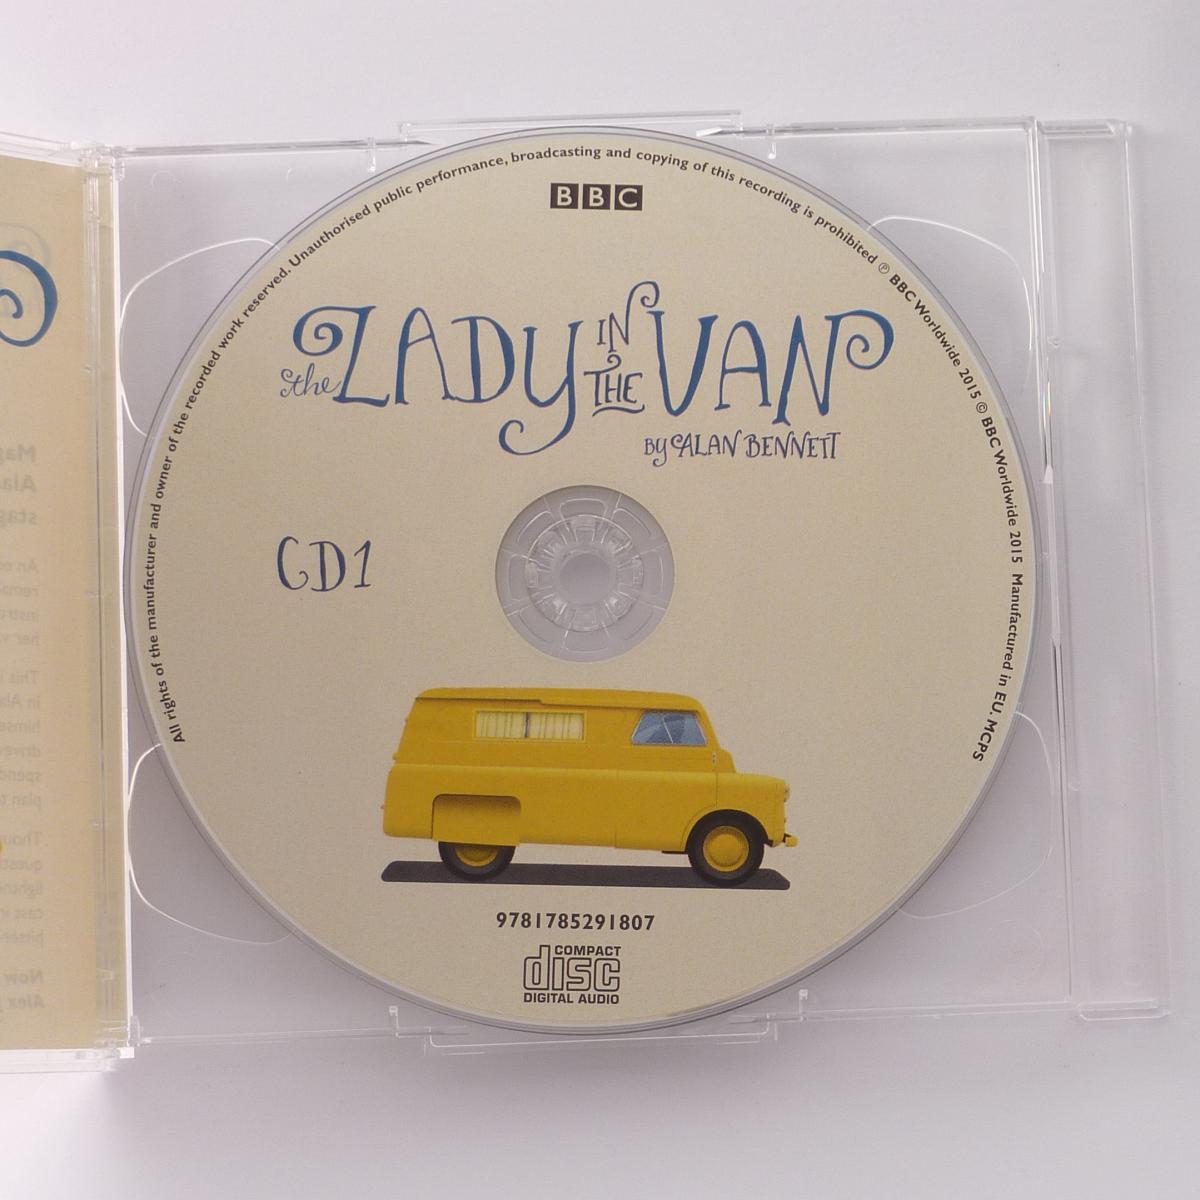 All rights of the manufacturer and owner of the recorded work reserved. Unauthorised public performance, broadcasting and copying of this recording is prohibited ℗ BBC Worldwide 2015 © BBC Worldwide 2015 Manufactured in EU. MCPS
BBC
the LADY IN THE VAN
BY ALAN BENNETT
CD1
9781785291807
COMPACT
disc
DIGITAL AUDIO